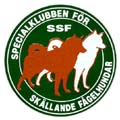 SPECIALKLUBBEN FÖR
SSF
SKÄLLANDE FÅGELHUNDAR